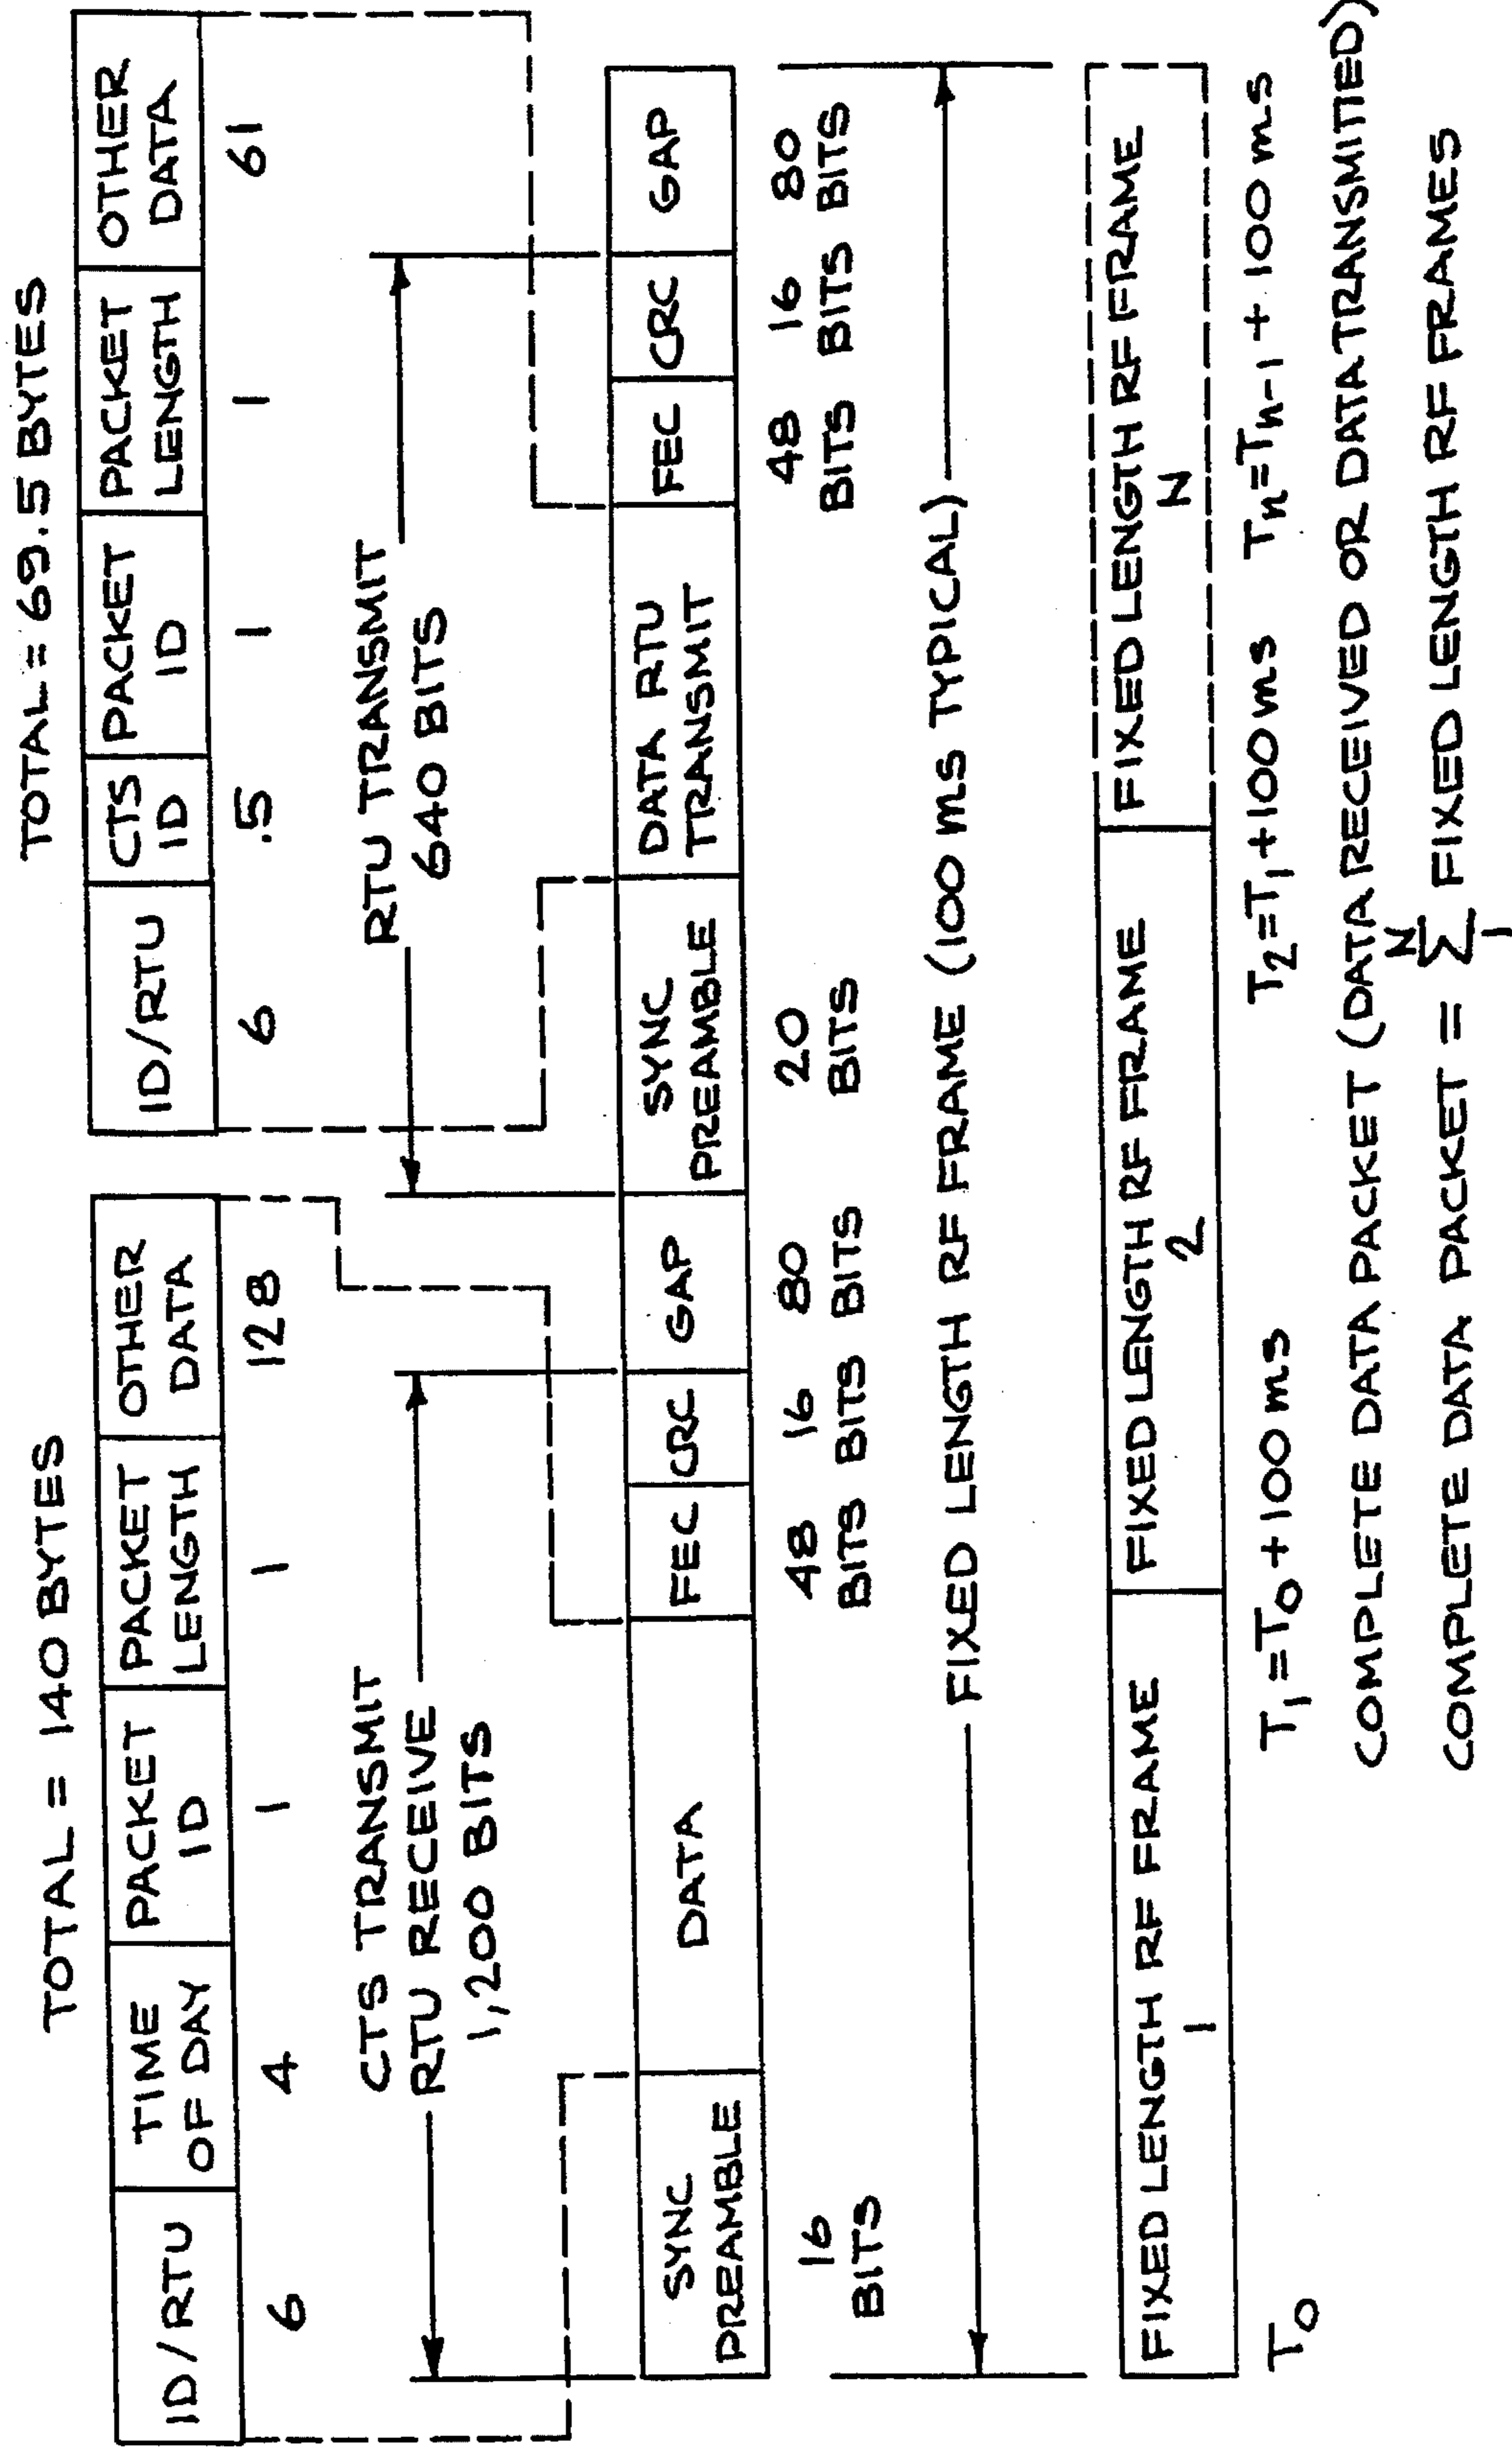 TOTAL = 140 BYTES
ID/RTU
TIME
OF DAY
PACKET
ID
PACKET
LENGTH
OTHER
DATA
6
4
1
1
128
TOTAL = 69.5 BYTES
ID/RTU
CTS
ID
PACKET
ID
PACKET
LENGTH
OTHER
DATA
6
.5
1
1
61
CTS TRANSMIT
RTU RECEIVE
1,200 BITS
RTU TRANSMIT
640 BITS
SYNC
PREAMBLE
DATA
FEC
CRC
GAP
SYNC
PREAMBLE
DATA RTU
TRANSMIT
FEC
CRC
GAP
16
BITS
48
BITS
16
BITS
80
BITS
20
BITS
48
BITS
16
BITS
80
BITS
FIXED LENGTH RF FRAME (100 ms TYPICAL)
FIXED LENGTH RF FRAME
1
FIXED LENGTH RF FRAME
2
FIXED LENGTH RF FRAME
N
T₀
T₁=T₀+100ms
T₂=T₁+100ms
Tₙ=Tₙ₋₁+100ms
COMPLETE DATA PACKET (DATA RECEIVED OR DATA TRANSMITTED)
N
COMPLETE DATA PACKET = ∑ FIXED LENGTH RF FRAMES
1